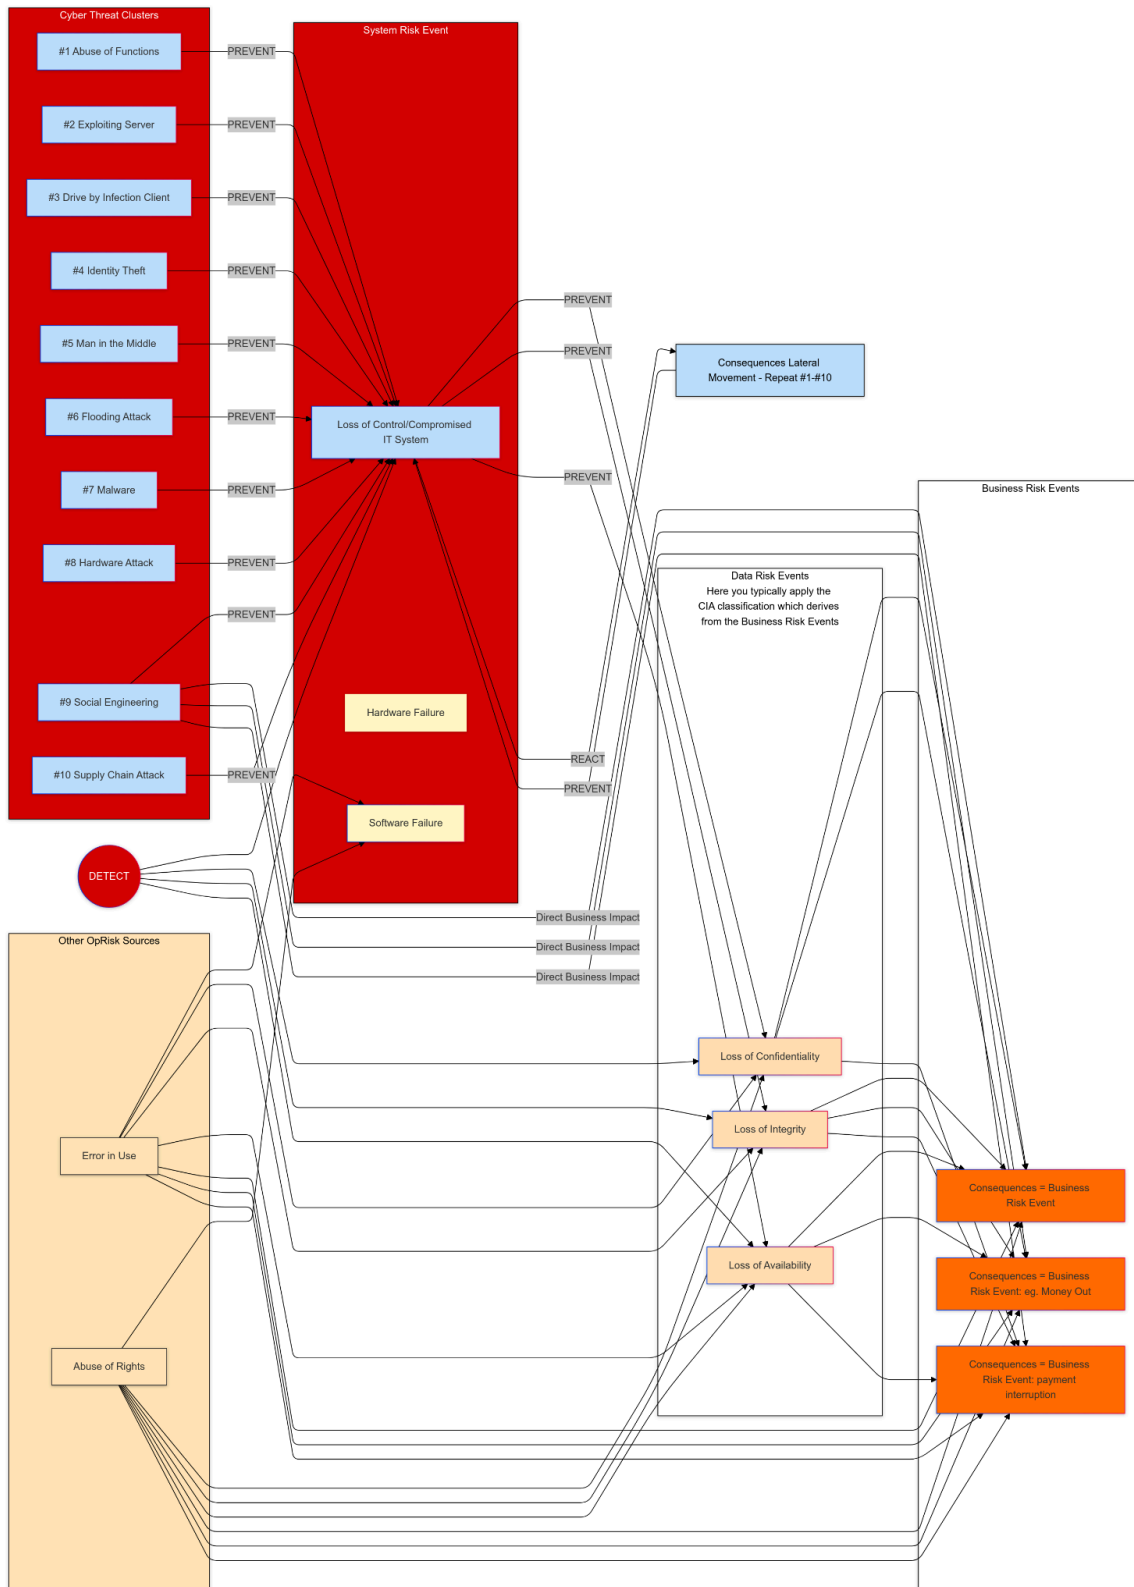 Cyber Threat Clusters
#1 Abuse of Functions
#2 Exploiting Server
#3 Drive by Infection Client
#4 Identity Theft
#5 Man in the Middle
#6 Flooding Attack
#7 Malware
#8 Hardware Attack
#9 Social Engineering
#10 Supply Chain Attack
PREVENT
PREVENT
PREVENT
PREVENT
PREVENT
PREVENT
PREVENT
PREVENT
PREVENT
PREVENT
DETECT
Other OpRisk Sources
Error in Use
Abuse of Rights
System Risk Event
Loss of Control/Compromised
IT System
Hardware Failure
Software Failure
PREVENT
PREVENT
PREVENT
REACT
PREVENT
Direct Business Impact
Direct Business Impact
Direct Business Impact
Consequences Lateral
Movement - Repeat #1-#10
Data Risk Events
Here you typically apply the
CIA classification which derives
from the Business Risk Events
Loss of Confidentiality
Loss of Integrity
Loss of Availability
Business Risk Events
Consequences = Business
Risk Event
Consequences = Business
Risk Event: eg. Money Out
Consequences = Business
Risk Event: payment
interruption